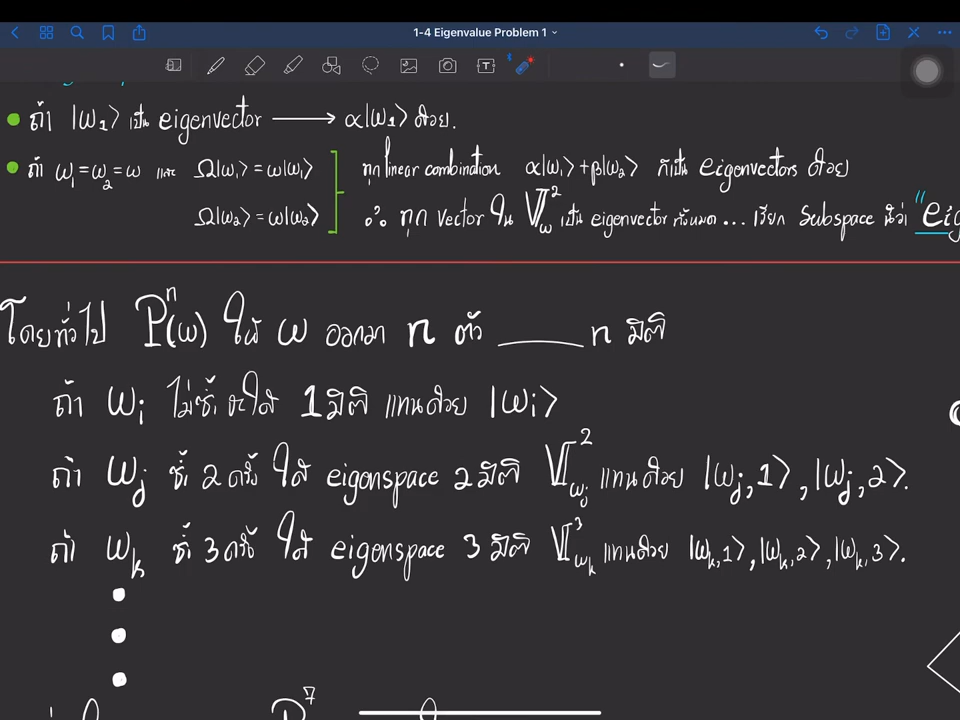 1-4 Eigenvalue Problem 1
ถ้า |ω₁⟩ เป็น eigenvector ⟶ α|ω₁⟩ ด้วย.
ถ้า ω₁=ω₂=ω และ Ω|ω₁⟩=ω|ω₁⟩ ทุก linear combination α|ω₁⟩+β|ω₂⟩ ก็เป็น eigenvectors ด้วย
Ω|ω₂⟩=ω|ω₂⟩ ∴ ทุก vector ใน 𝕍²_ω เป็น eigenvector กันหมด... เรียก Subspace นี้ว่า "eig
โดยทั่วไป Pⁿ(ω) ให้ ω ออกมา n ตัว ____ n มิติ
ถ้า ωᵢ ไม่ซ้ำ จะได้ 1 มิติ แทนด้วย |ωᵢ⟩
ถ้า ωⱼ ซ้ำ 2 ครั้ง ได้ eigenspace 2 มิติ 𝕍²_ωⱼ แทนด้วย |ωⱼ,1⟩, |ωⱼ,2⟩.
ถ้า ωₖ ซ้ำ 3 ครั้ง ได้ eigenspace 3 มิติ 𝕍³_ωₖ แทนด้วย |ωₖ,1⟩, |ωₖ,2⟩, |ωₖ,3⟩.
P⁷